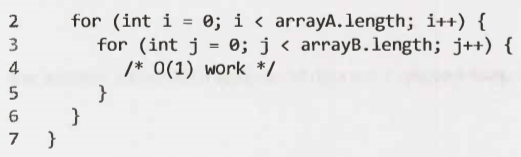 2 for (int i = 0; i < arrayA.length; i++) {
3 for (int j = 0; j < arrayB.length; j++) {
4 /* O(1) work */
5 }
6 }
7 }